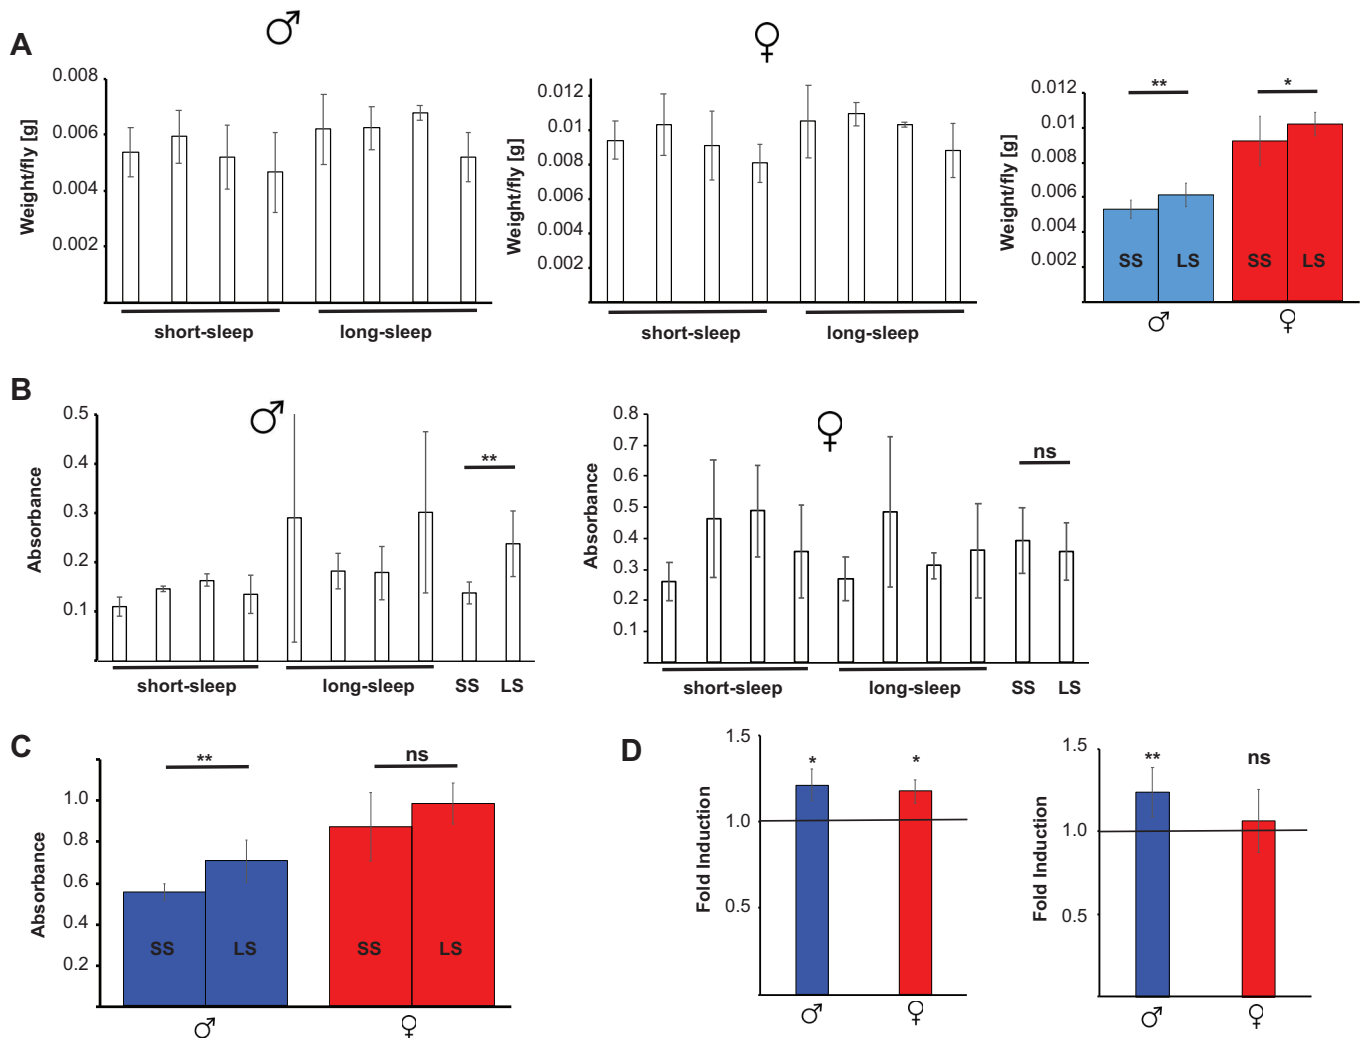 A
♂
♀
Weight/fly [g]
0.008
0.006
0.004
0.002
short-sleep
long-sleep
Weight/fly [g]
0.012
0.01
0.008
0.006
0.004
0.002
short-sleep
long-sleep
Weight/fly [g]
0.012
0.01
0.008
0.006
0.004
0.002
**
*
SS
LS
SS
LS
♂
♀
B
♂
Absorbance
0.5
0.4
0.3
0.2
0.1
**
short-sleep
long-sleep
SS
LS
♀
Absorbance
0.8
0.7
0.6
0.5
0.4
0.3
0.2
0.1
ns
short-sleep
long-sleep
SS
LS
C
Absorbance
1.0
0.8
0.6
0.4
0.2
**
ns
SS
LS
SS
LS
♂
♀
D
Fold Induction
1.5
1.0
0.5
*
*
♂
♀
Fold Induction
1.5
1.0
0.5
**
ns
♂
♀